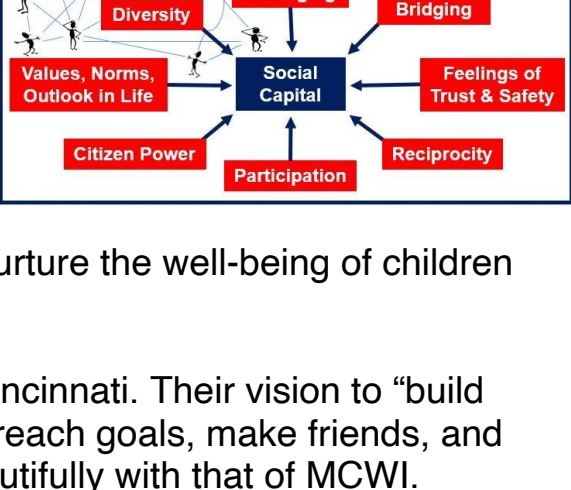 Diversity
Bridging
Values, Norms,
Outlook in Life
Social
Capital
Feelings of
Trust & Safety
Citizen Power
Participation
Reciprocity
urture the well-being of children
ncinnati. Their vision to “build
reach goals, make friends, and
utifully with that of MCWI.